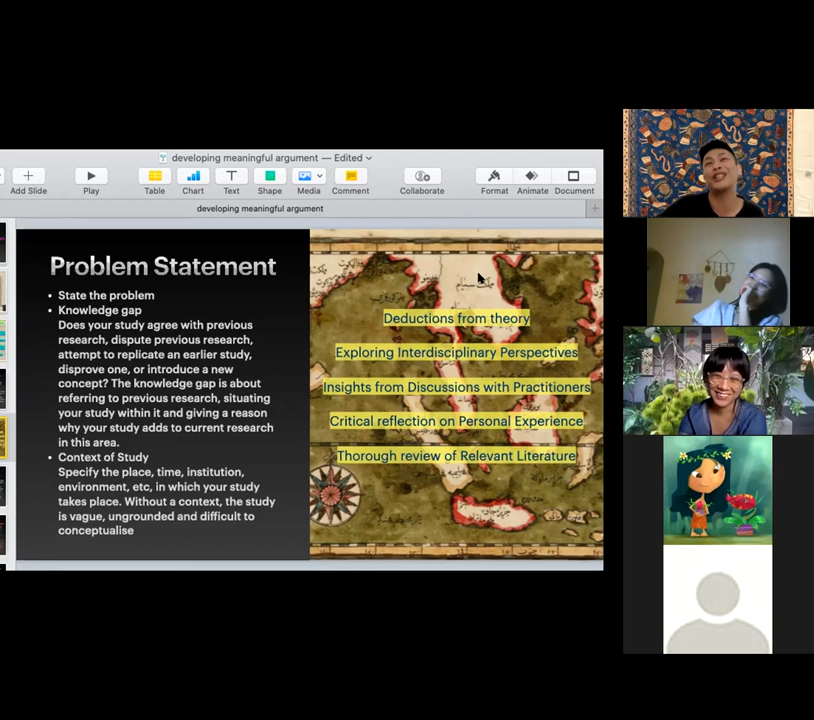 developing meaningful argument — Edited
Add Slide
Play
Table
Chart
Text
Shape
Media
Comment
Collaborate
Format
Animate
Document
developing meaningful argument
Problem Statement
• State the problem
• Knowledge gap
Does your study agree with previous
research, dispute previous research,
attempt to replicate an earlier study,
disprove one, or introduce a new
concept? The knowledge gap is about
referring to previous research, situating
your study within it and giving a reason
why your study adds to current research
in this area.
• Context of Study
Specify the place, time, institution,
environment, etc, in which your study
takes place. Without a context, the study
is vague, ungrounded and difficult to
conceptualise
Deductions from theory
Exploring Interdisciplinary Perspectives
Insights from Discussions with Practitioners
Critical reflection on Personal Experience
Thorough review of Relevant Literature